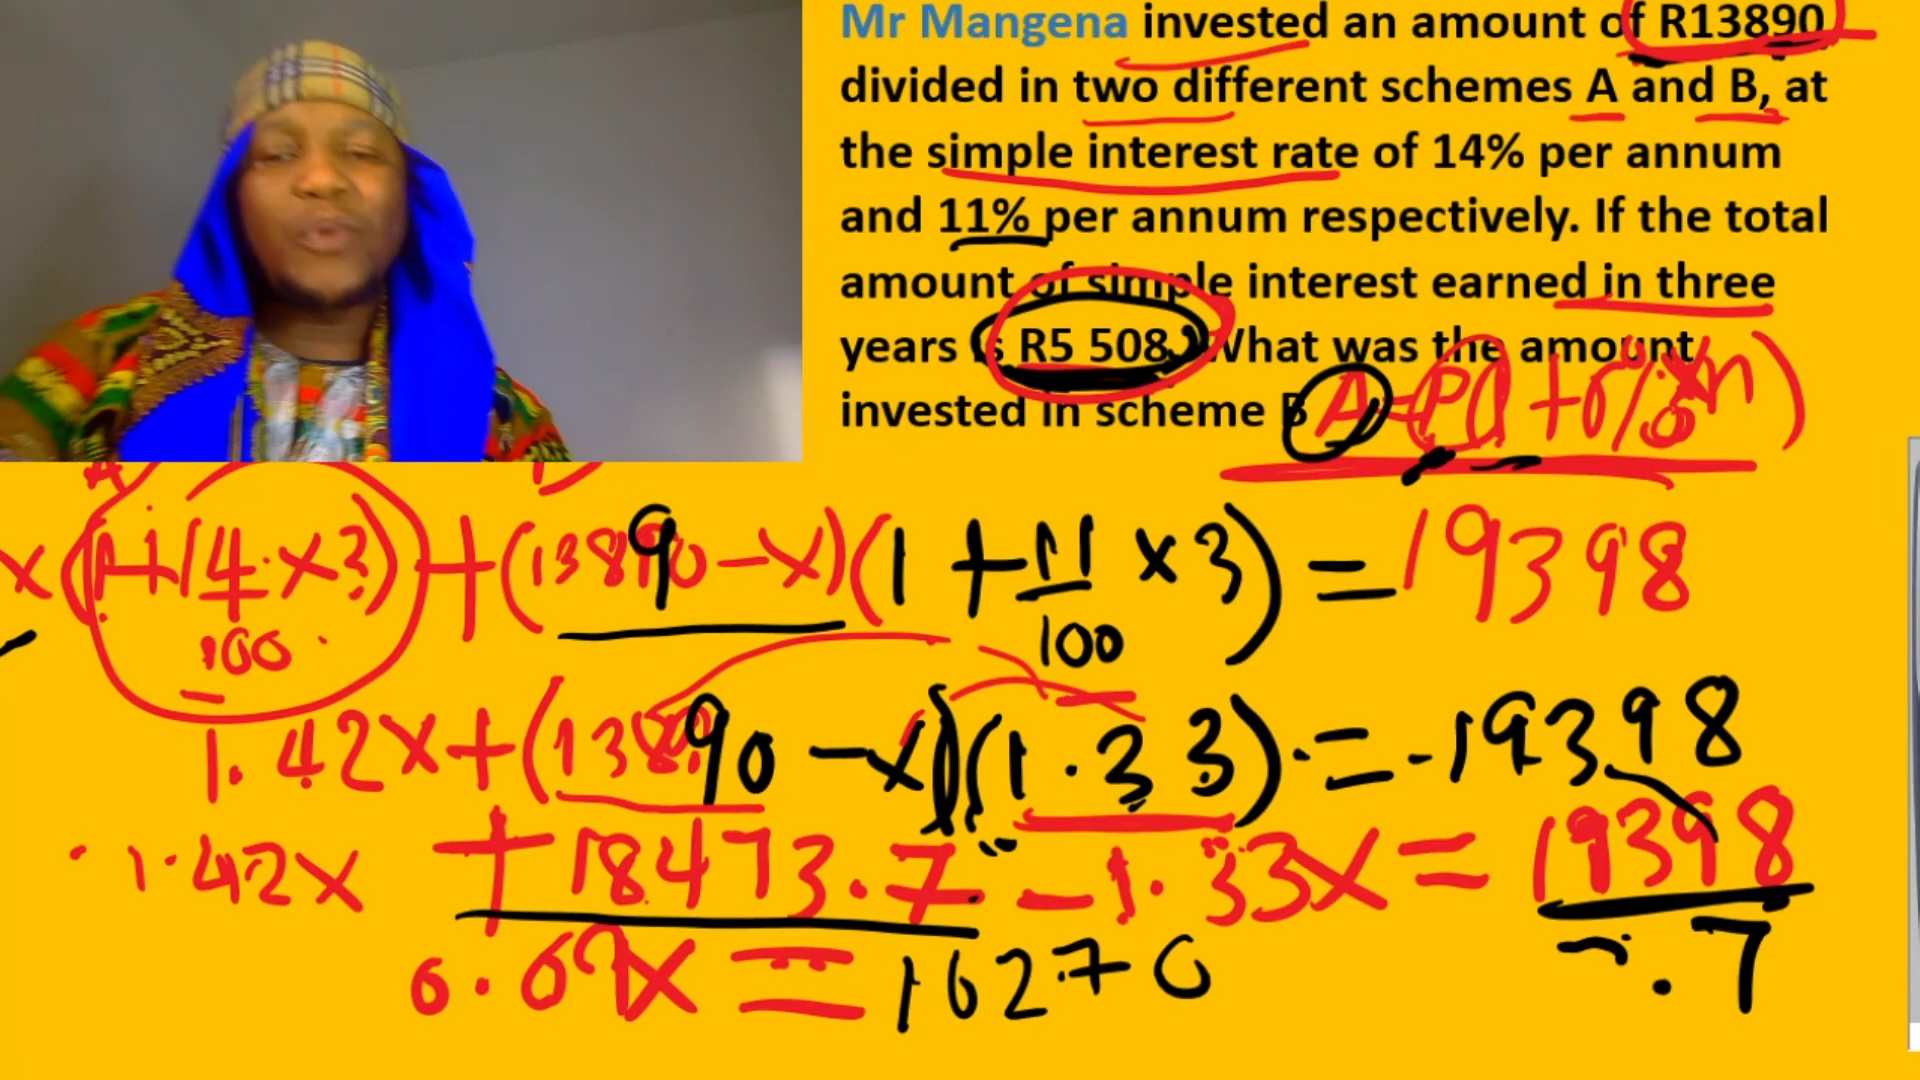 Mr Mangena invested an amount of R13890
divided in two different schemes A and B, at
the simple interest rate of 14% per annum
and 11% per annum respectively. If the total
amount of simple interest earned in three
years is R5 508. What was the amount
invested in scheme B
A=P(1+r/100×n)
x(1+14/100×3)+(13890-x)(1+11/100×3)=19398
1.42x+(13890-x)(1.33)=19398
1.42x+18473.7-1.33x=19398
0.09x=
.7